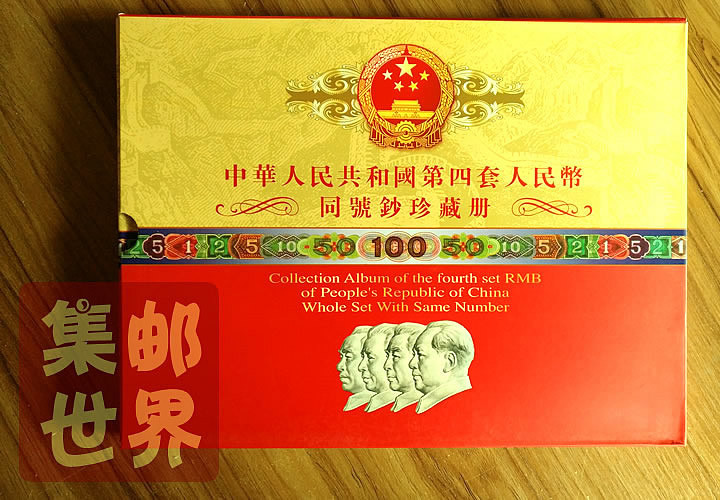 中華人民共和國第四套人民幣
同號鈔珍藏册
2 5 1 2 5 10 50 100 50 10 5 2 1 5 2 1
Collection Album of the fourth set RMB
of People's Republic of China
Whole Set With Same Number
集邮
世界